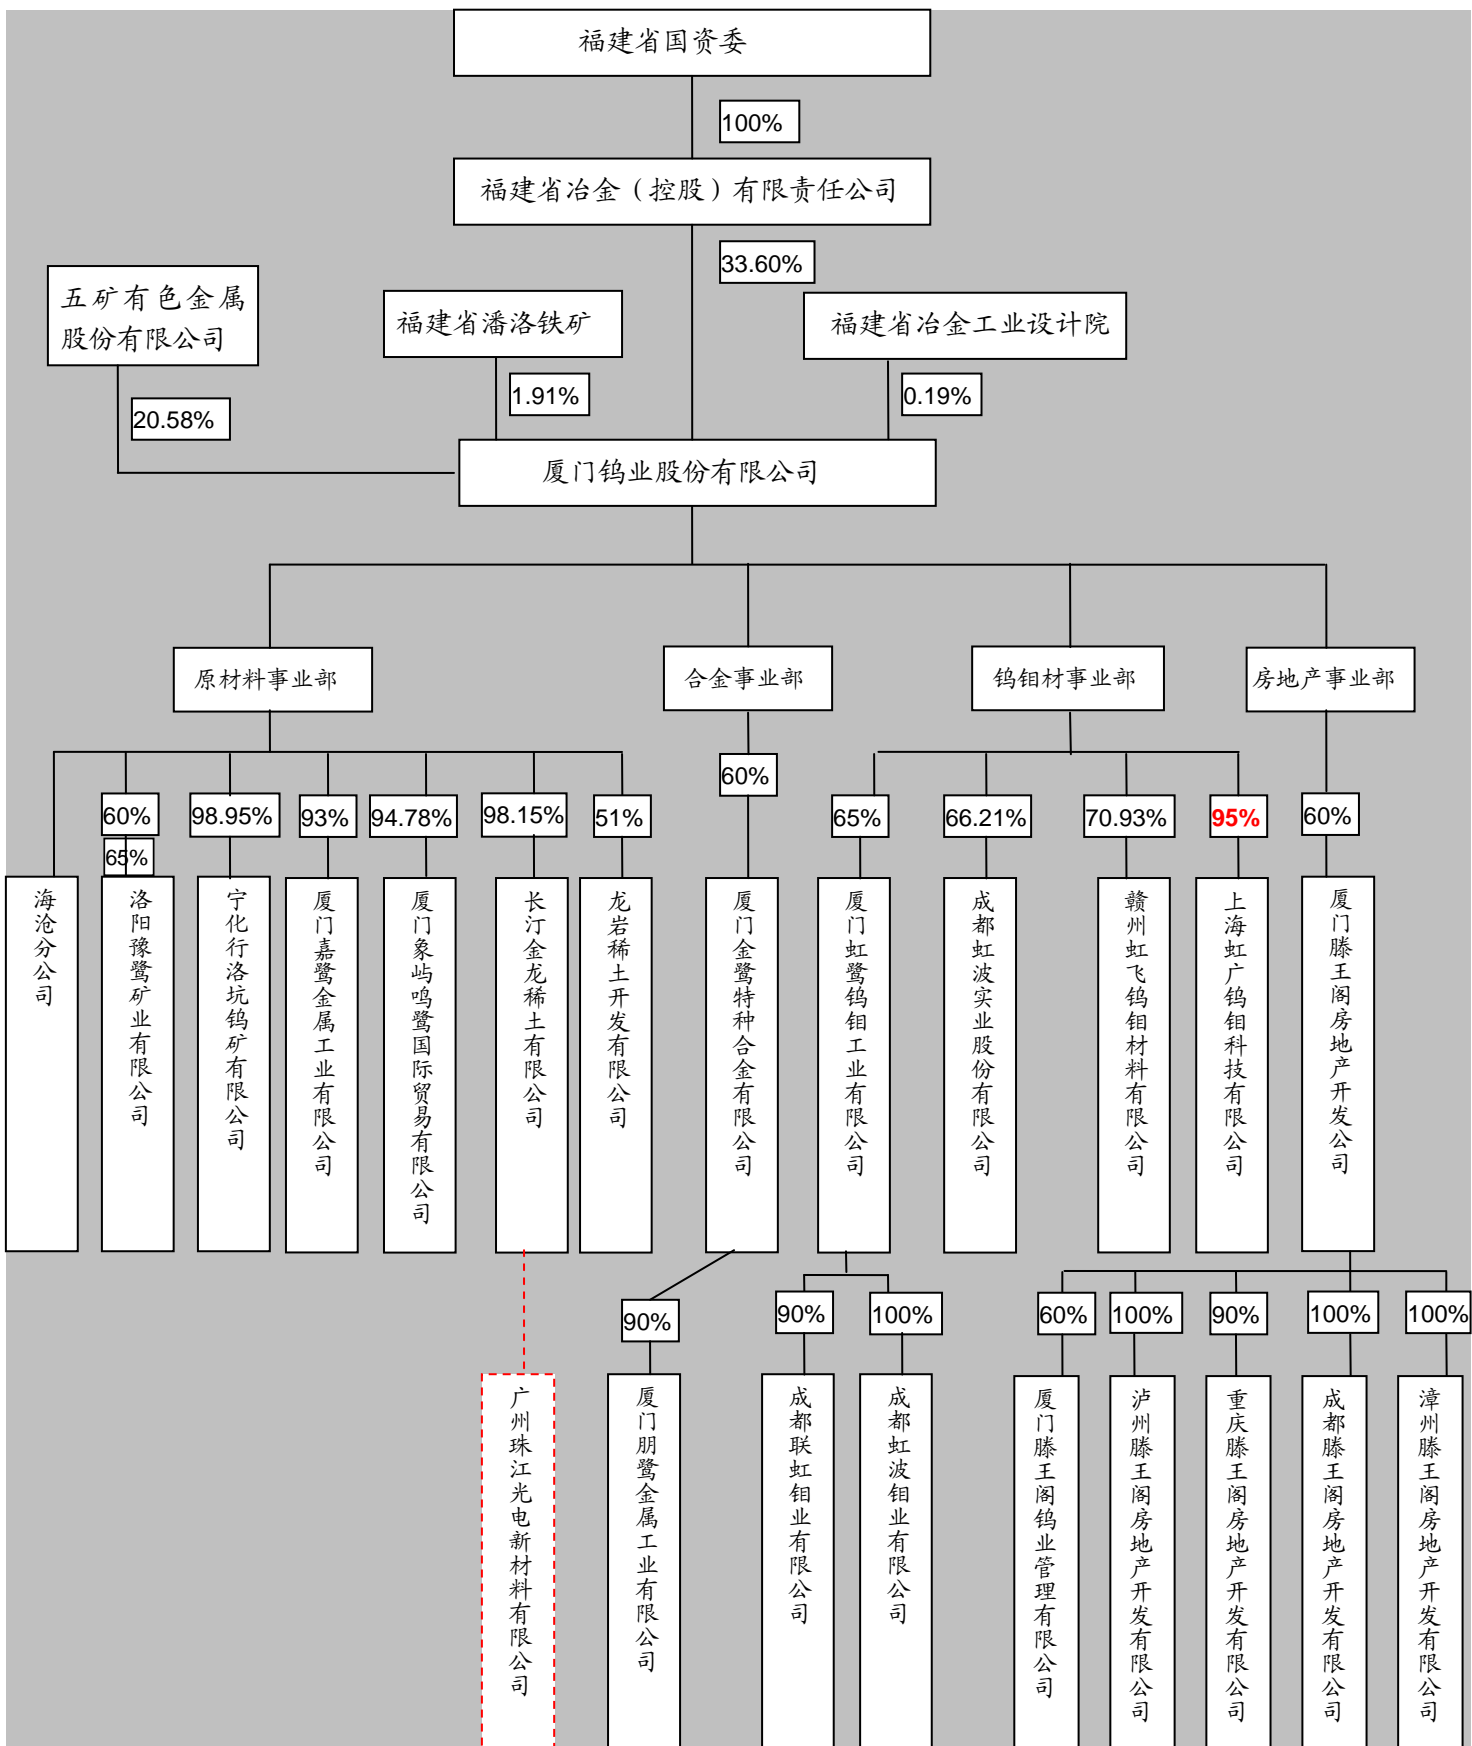 福建省国资委
100%
福建省冶金（控股）有限责任公司
33.60%
五矿有色金属
股份有限公司
福建省潘洛铁矿
福建省冶金工业设计院
20.58%
1.91%
0.19%
厦门钨业股份有限公司
原材料事业部
合金事业部
钨钼材事业部
房地产事业部
60%
65%
98.95%
93%
94.78%
98.15%
51%
60%
65%
66.21%
70.93%
95%
60%
海沧分公司
洛阳豫鹭矿业有限公司
宁化行洛坑钨矿有限公司
厦门嘉鹭金属工业有限公司
厦门象屿鸣鹭国际贸易有限公司
长汀金龙稀土有限公司
龙岩稀土开发有限公司
厦门金鹭特种合金有限公司
厦门虹鹭钨钼工业有限公司
成都虹波实业股份有限公司
赣州虹飞钨钼材料有限公司
上海虹广钨钼科技有限公司
厦门滕王阁房地产开发公司
90%
90%
100%
60%
100%
90%
100%
100%
广州珠江光电新材料有限公司
厦门朋鹭金属工业有限公司
成都联虹钼业有限公司
成都虹波钼业有限公司
厦门滕王阁钨业管理有限公司
泸州滕王阁房地产开发有限公司
重庆滕王阁房地产开发有限公司
成都滕王阁房地产开发有限公司
漳州滕王阁房地产开发有限公司